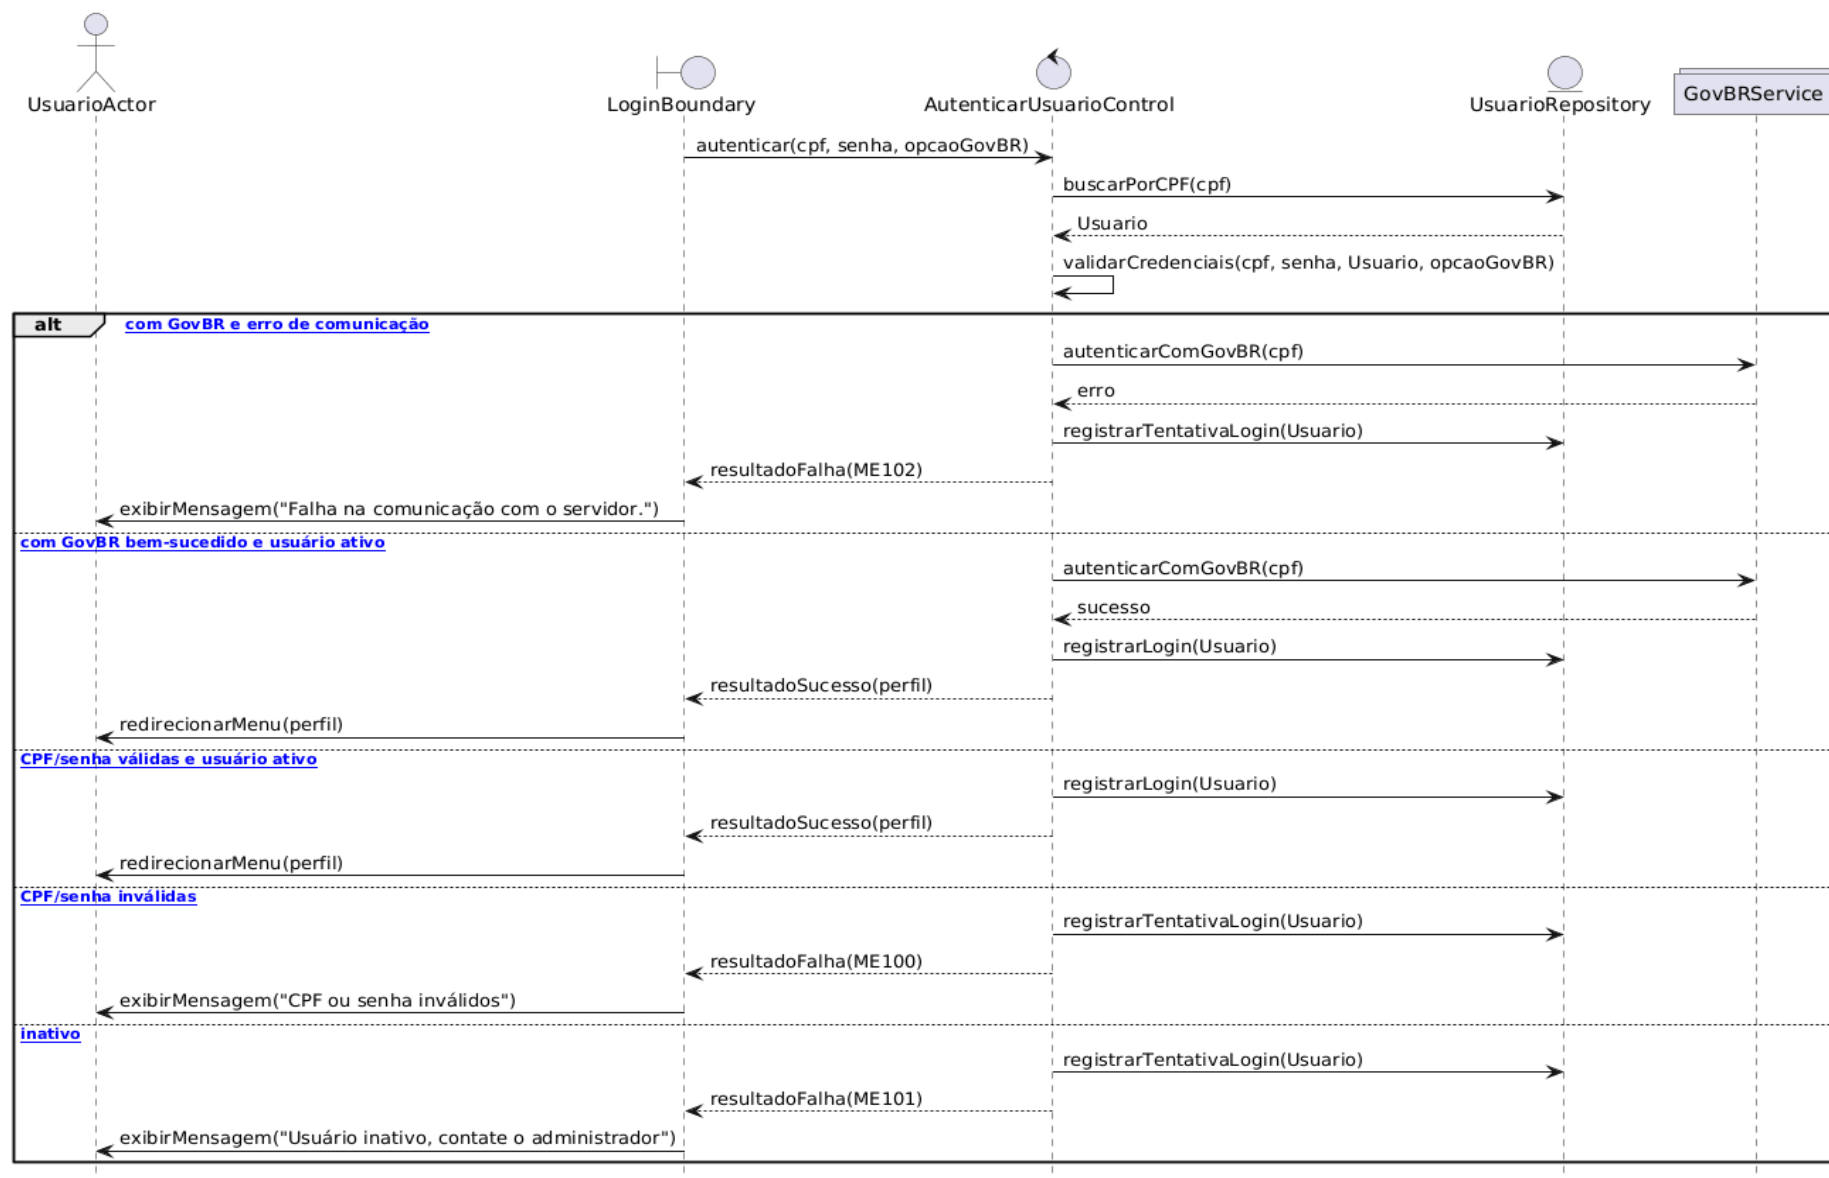 UsuarioActor
LoginBoundary
AutenticarUsuarioControl
UsuarioRepository
GovBRService
autenticar(cpf, senha, opcaoGovBR)
buscarPorCPF(cpf)
Usuario
validarCredenciais(cpf, senha, Usuario, opcaoGovBR)
alt
com GovBR e erro de comunicação
autenticarComGovBR(cpf)
erro
registrarTentativaLogin(Usuario)
resultadoFalha(ME102)
exibirMensagem("Falha na comunicação com o servidor.")
com GovBR bem-sucedido e usuário ativo
autenticarComGovBR(cpf)
sucesso
registrarLogin(Usuario)
resultadoSucesso(perfil)
redirecionarMenu(perfil)
CPF/senha válidas e usuário ativo
registrarLogin(Usuario)
resultadoSucesso(perfil)
redirecionarMenu(perfil)
CPF/senha inválidas
registrarTentativaLogin(Usuario)
resultadoFalha(ME100)
exibirMensagem("CPF ou senha inválidos")
inativo
registrarTentativaLogin(Usuario)
resultadoFalha(ME101)
exibirMensagem("Usuário inativo, contate o administrador")